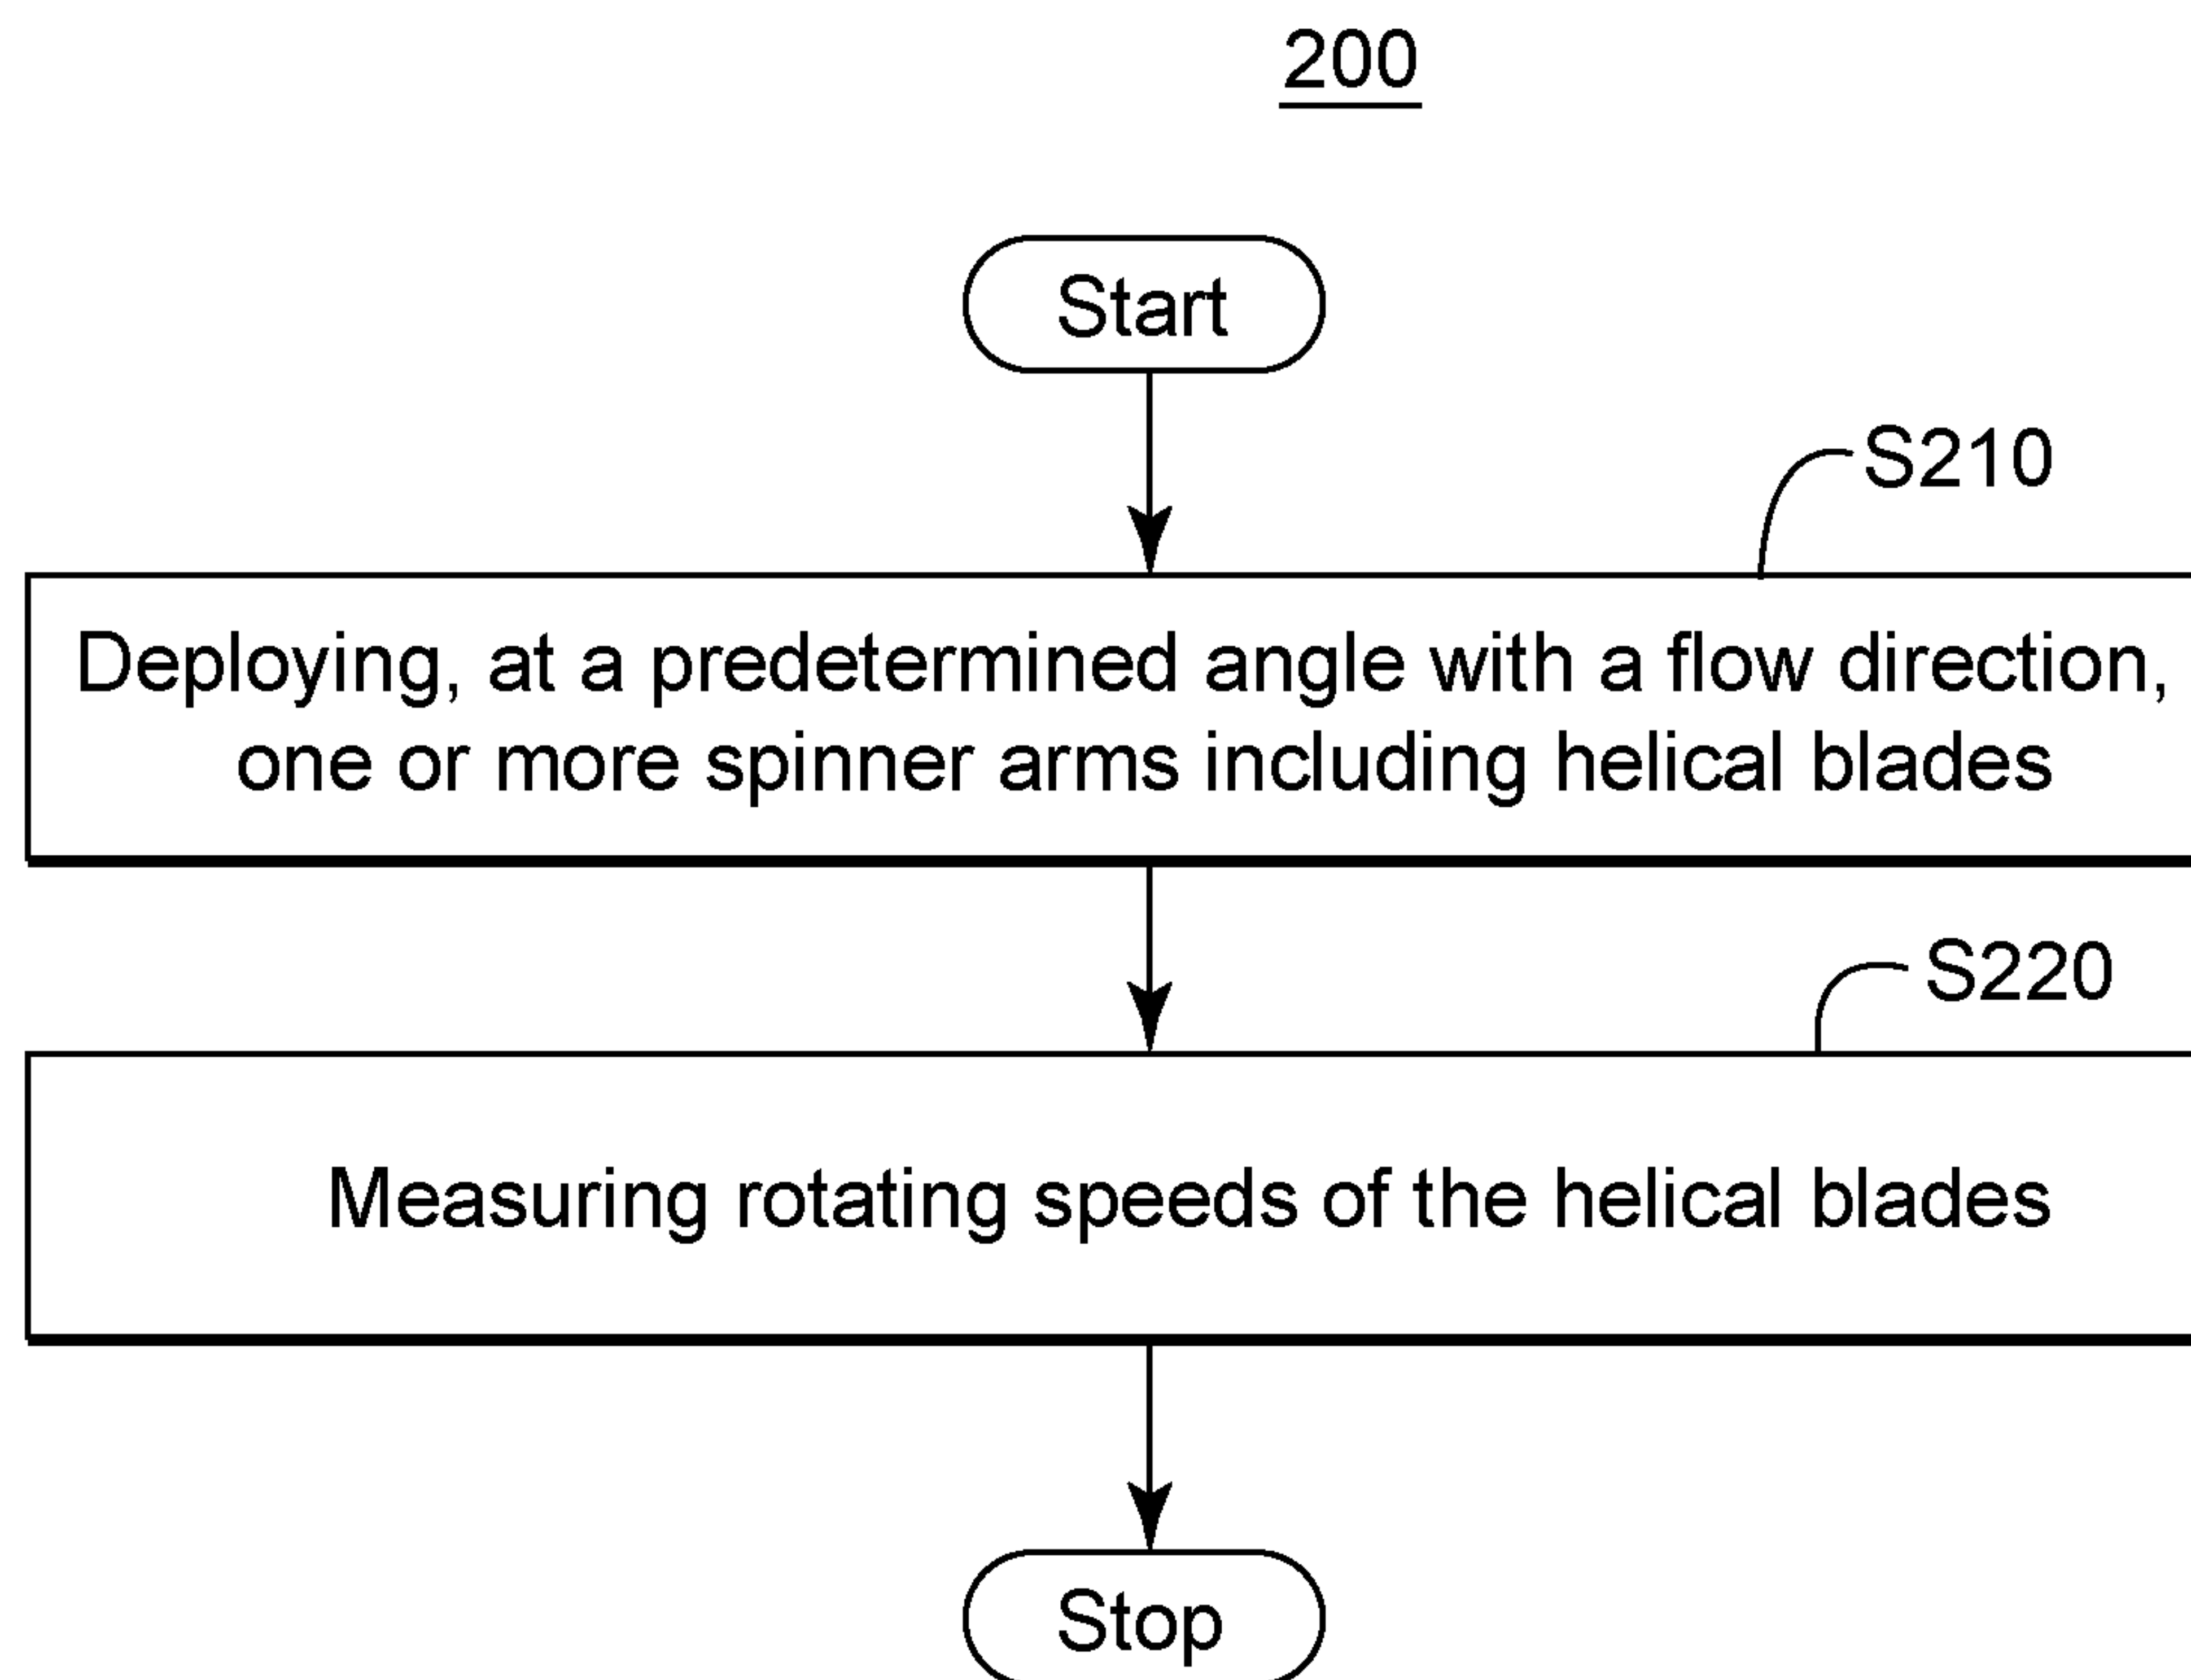 200
Start
S210
Deploying, at a predetermined angle with a flow direction,
one or more spinner arms including helical blades
S220
Measuring rotating speeds of the helical blades
Stop